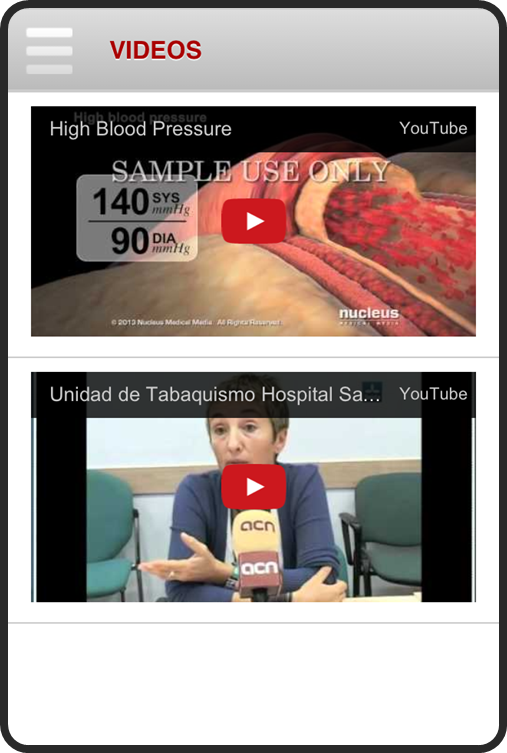 VIDEOS
High blood pressure
High Blood Pressure
YouTube
SAMPLE USE ONLY
140 SYS mmHg
90 DIA mmHg
© 2013 Nucleus Medical Media. All Rights Reserved.
nucleus
MEDICAL MEDIA
Unidad de Tabaquismo Hospital Sa...
YouTube
acn
acn